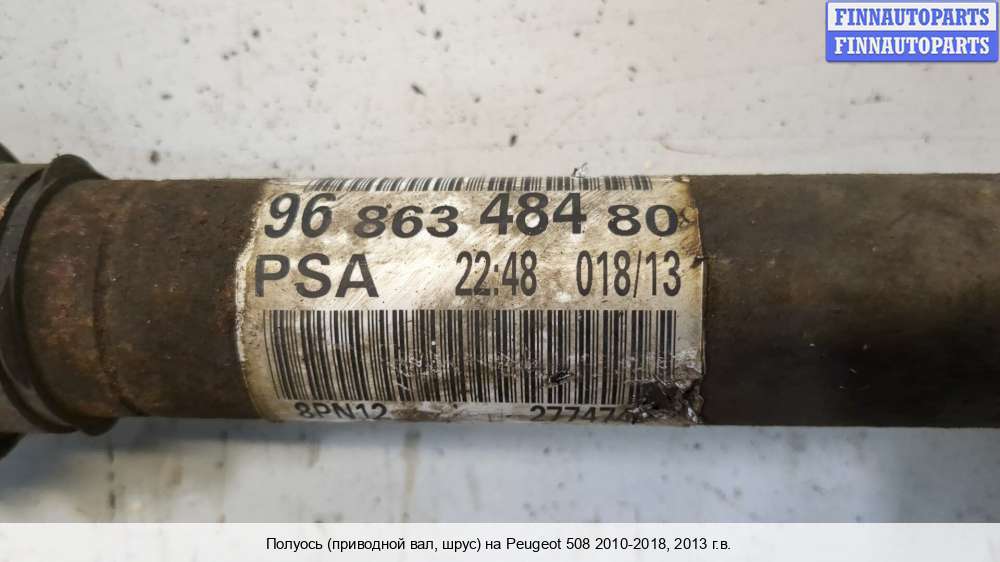 FINNAUTOPARTS
FINNAUTOPARTS
96 863 484 80
PSA 22:48 018/13
8PN12
Полуось (приводной вал, шрус) на Peugeot 508 2010-2018, 2013 г.в.